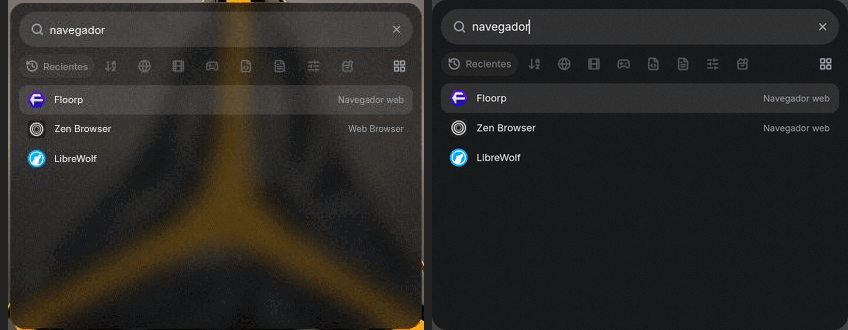 navegador
Recientes
Floorp Navegador web
Zen Browser Web Browser
LibreWolf
navegador
Recientes
Floorp Navegador web
Zen Browser Navegador web
LibreWolf